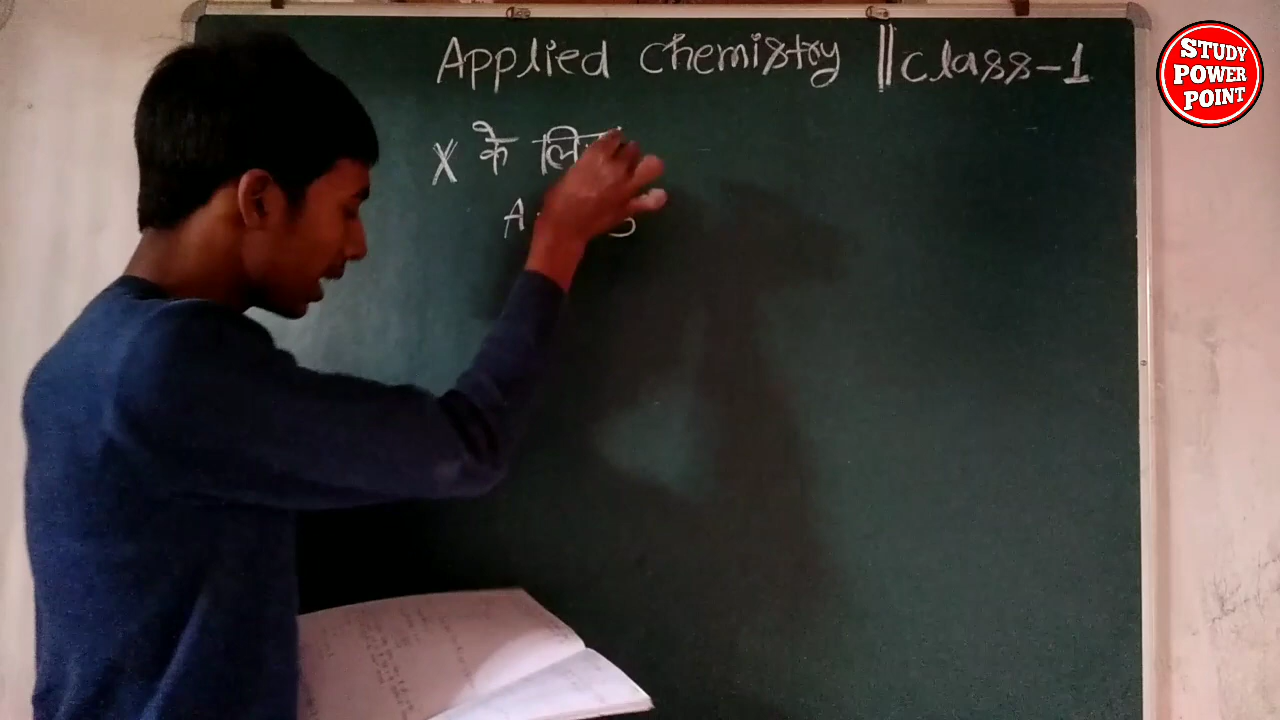 Applied chemistry || class-1
STUDY
POWER
POINT
X के
A